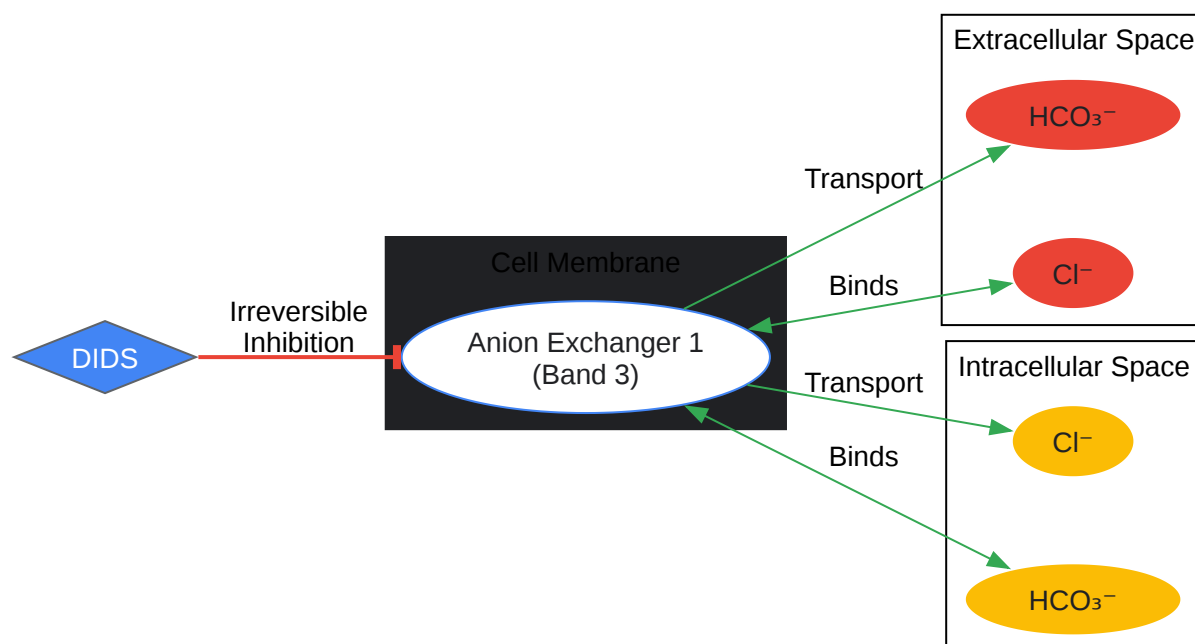 Extracellular Space
HCO₃⁻
Transport
Cl⁻
Binds
Cell Membrane
Irreversible
Inhibition
DIDS
Anion Exchanger 1
(Band 3)
Intracellular Space
Transport
Cl⁻
Binds
HCO₃⁻